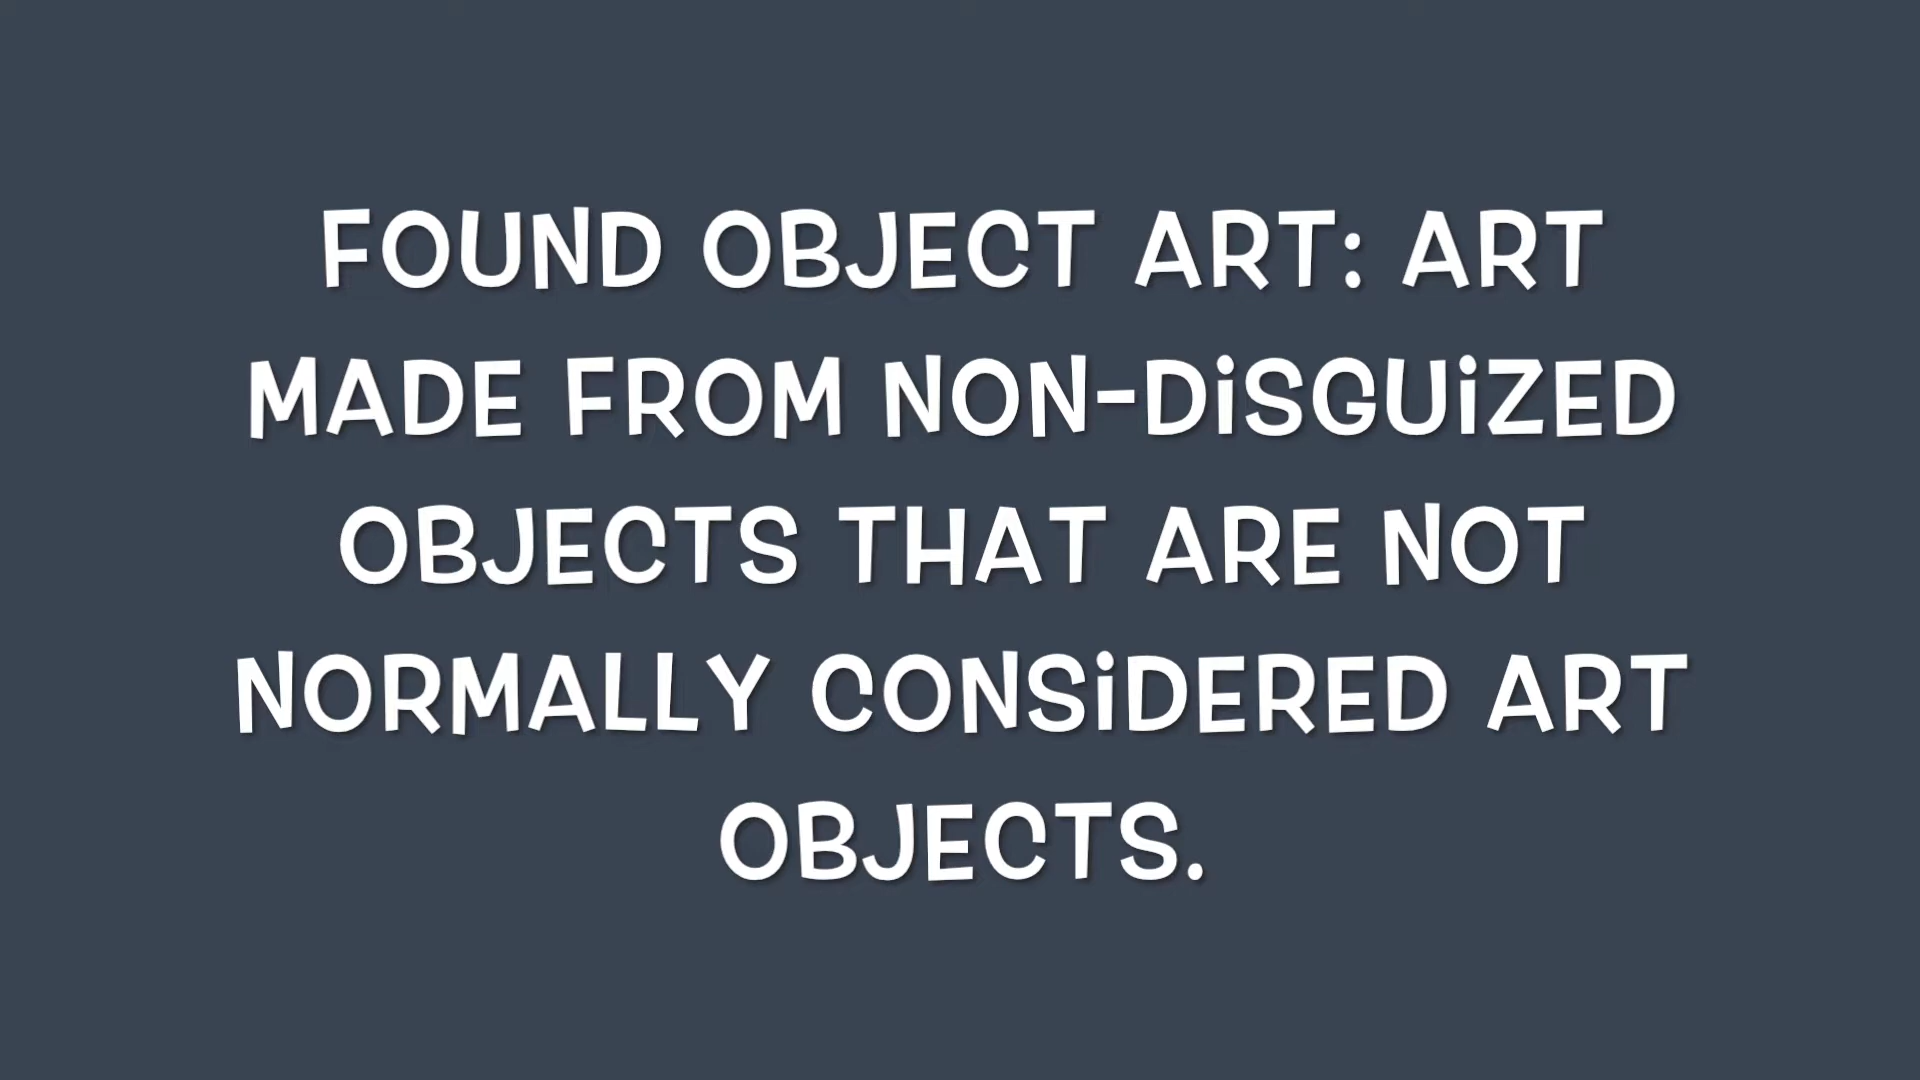 FOUND OBJECT ART: ART
MADE FROM NON-DiSGUiZED
OBJECTS THAT ARE NOT
NORMALLY CONSiDERED ART
OBJECTS.